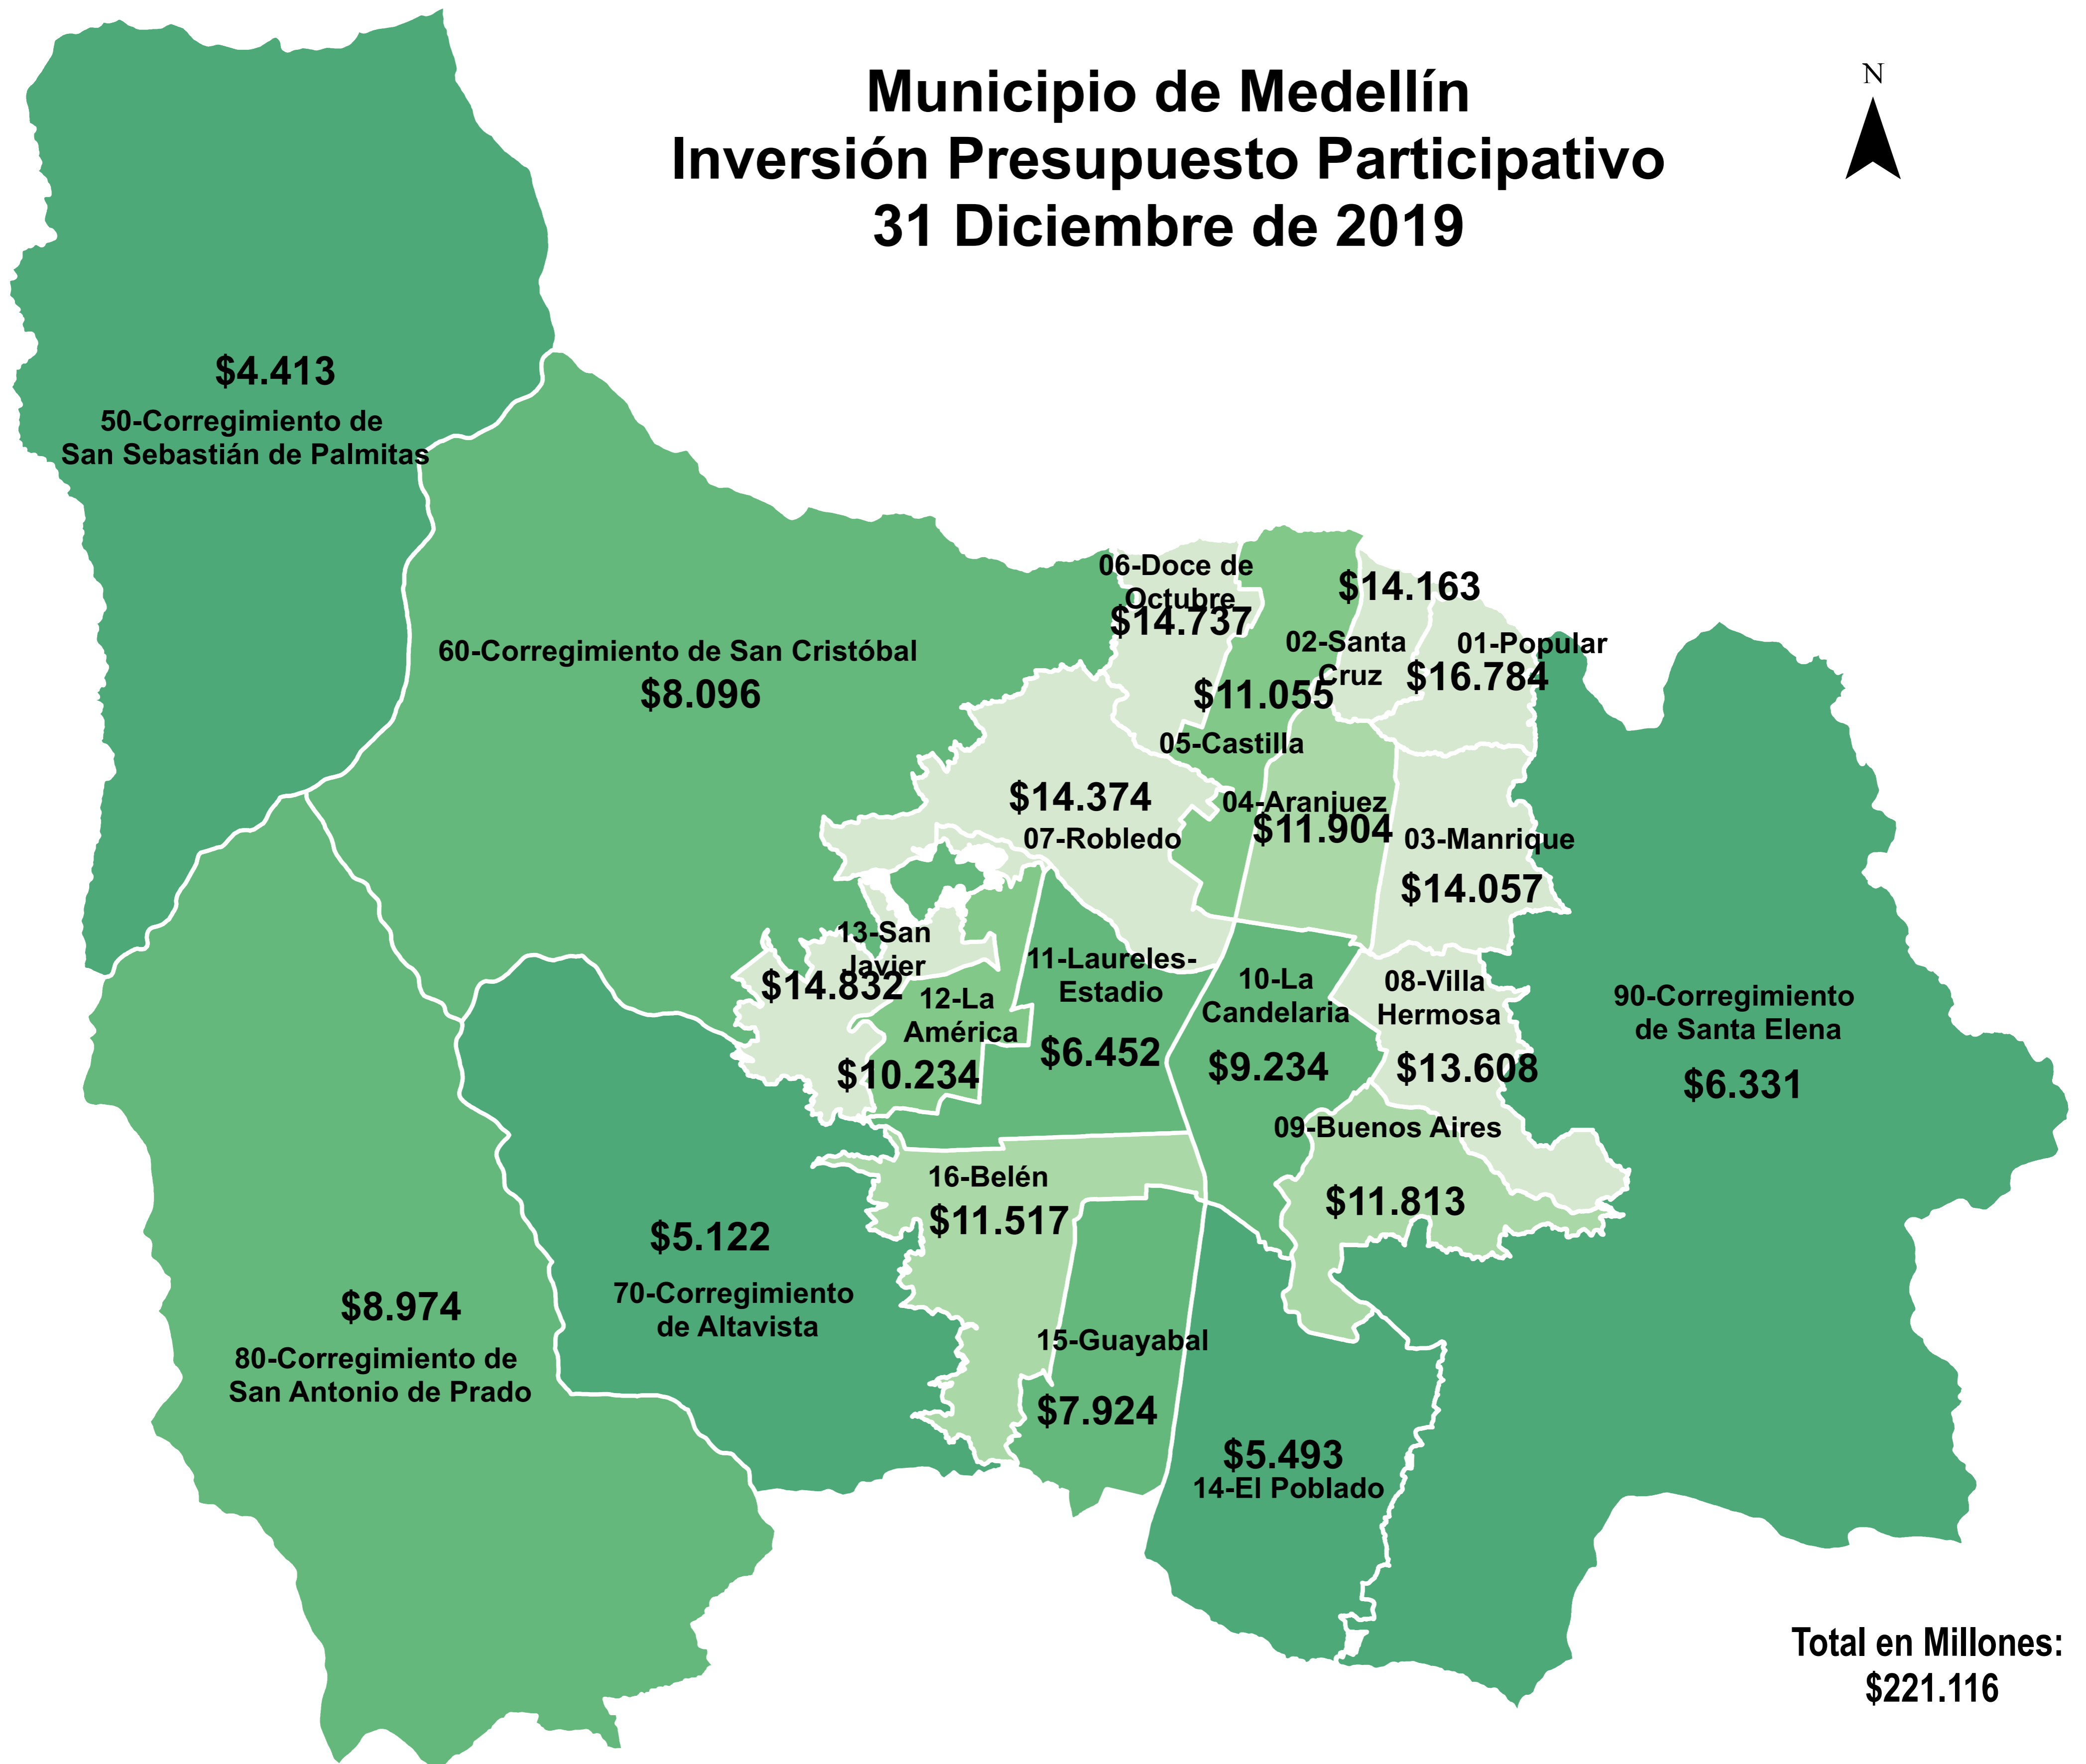 Municipio de Medellín
Inversión Presupuesto Participativo
31 Diciembre de 2019
N
$4.413
50-Corregimiento de
San Sebastián de Palmitas
60-Corregimiento de San Cristóbal
$8.096
06-Doce de
Octubre
$14.737
$14.163
02-Santa
Cruz
01-Popular
$16.784
$11.055
05-Castilla
$14.374
07-Robledo
04-Aranjuez
$11.904
03-Manrique
$14.057
13-San
Javier
$14.832
12-La
América
$10.234
11-Laureles-
Estadio
$6.452
10-La
Candelaria
$9.234
08-Villa
Hermosa
$13.608
90-Corregimiento
de Santa Elena
$6.331
09-Buenos Aires
$11.813
16-Belén
$11.517
$5.122
70-Corregimiento
de Altavista
$8.974
80-Corregimiento de
San Antonio de Prado
15-Guayabal
$7.924
$5.493
14-El Poblado
Total en Millones:
$221.116